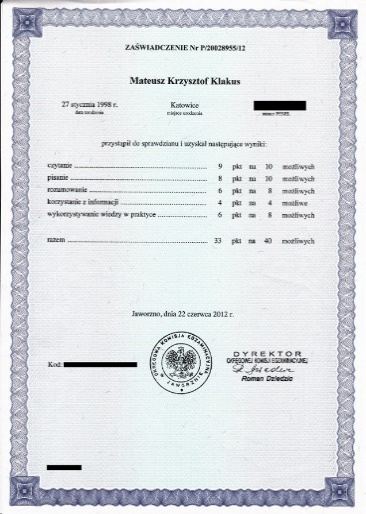 ZAŚWIADCZENIE Nr P/20028955/12
Mateusz Krzysztof Klakus
27 stycznia 1998 r. Katowice
data urodzenia miejsce urodzenia numer PESEL
przystąpił do sprawdzianu i uzyskał następujące wyniki:
czytanie 9 pkt na 10 możliwych
pisanie 8 pkt na 10 możliwych
rozumowanie 6 pkt na 8 możliwych
korzystanie z informacji 4 pkt na 4 możliwe
wykorzystywanie wiedzy w praktyce 6 pkt na 8 możliwych
razem 33 pkt na 40 możliwych
Jaworzno, dnia 22 czerwca 2012 r.
OKRĘGOWA KOMISJA EGZAMINACYJNA
W JAWORZNIE
Kod:
DYREKTOR
OKRĘGOWEJ KOMISJI EGZAMINACYJNEJ
Roman Dziedzic